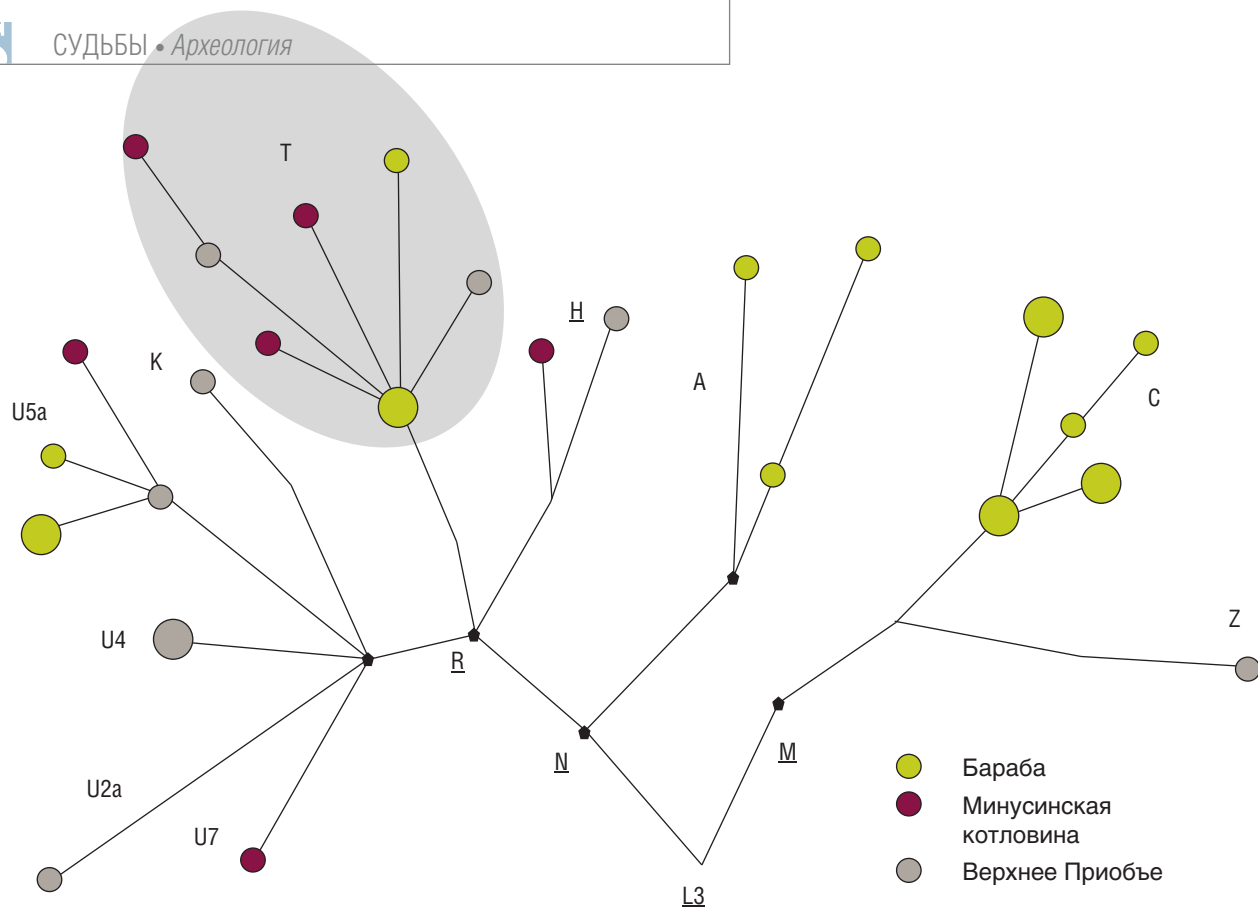 СУДЬБЫ • Археология
T
H
K
A
C
U5a
U4
Z
R
U2a
N
M
U7
L3
Бараба
Минусинская
котловина
Верхнее Приобье